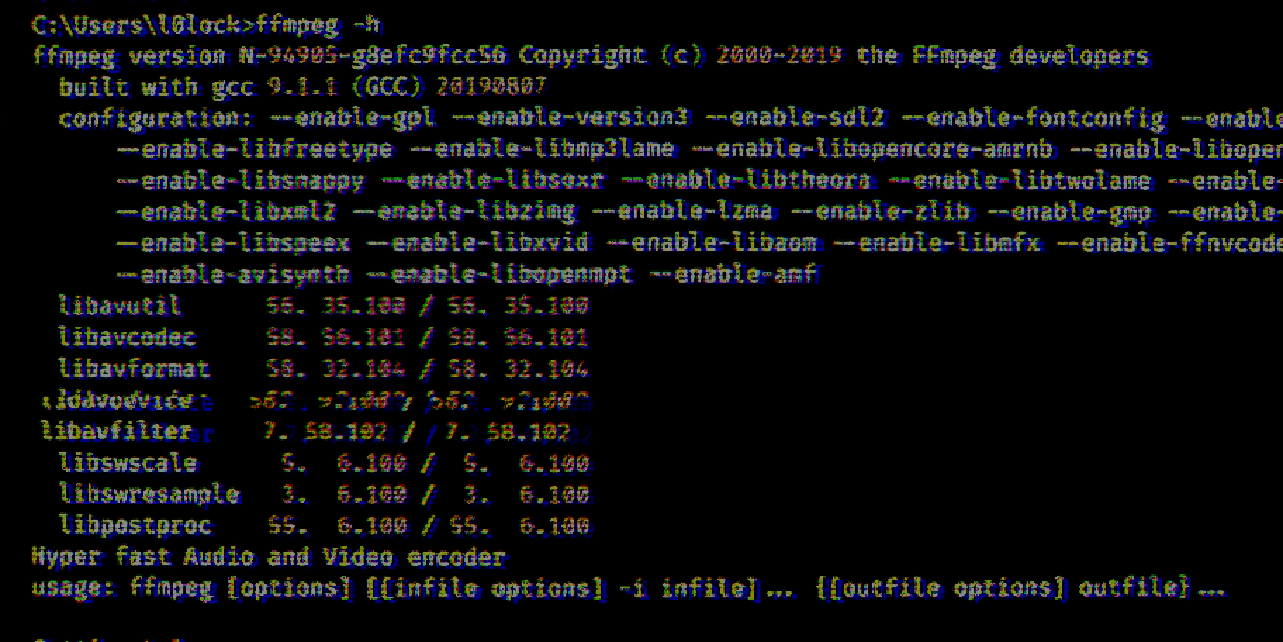 C:\Users\l0lock>ffmpeg -h
ffmpeg version N-94905-g8efc9fcc56 Copyright (c) 2000-2019 the FFmpeg developers
built with gcc 9.1.1 (GCC) 20190807
configuration: --enable-gpl --enable-version3 --enable-sdl2 --enable-fontconfig --enable
--enable-libfreetype --enable-libmp3lame --enable-libopencore-amrnb --enable-libopen
--enable-libsnappy --enable-libsoxr --enable-libtheora --enable-libtwolame --enable-
--enable-libxml2 --enable-libzimg --enable-lzma --enable-zlib --enable-gmp --enable-
--enable-libspeex --enable-libxvid --enable-libaom --enable-libmfx --enable-ffnvcode
--enable-avisynth --enable-libopenmpt --enable-amf
libavutil 56. 35.100 / 56. 35.100
libavcodec 58. 56.101 / 58. 56.101
libavformat 58. 32.104 / 58. 32.104
libavfilter 7. 58.102 / 7. 58.102
libswscale 5. 6.100 / 5. 6.100
libswresample 3. 6.100 / 3. 6.100
libpostproc 55. 6.100 / 55. 6.100
Hyper fast Audio and Video encoder
usage: ffmpeg [options] [[infile options] -i infile]... {[outfile options] outfile}...